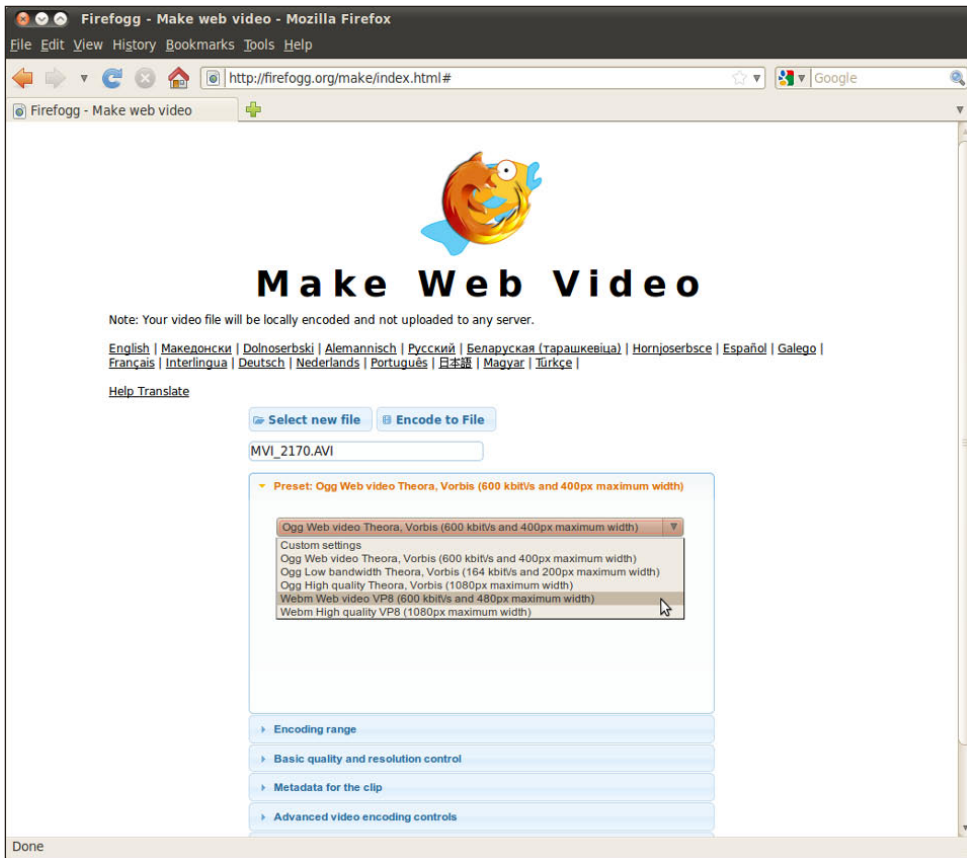 Firefogg - Make web video - Mozilla Firefox
File Edit View History Bookmarks Tools Help
http://firefogg.org/make/index.html#
Google
Firefogg - Make web video
Make Web Video
Note: Your video file will be locally encoded and not uploaded to any server.
English | Македонски | Dolnoserbski | Alemannisch | Русский | Беларуская (тарашкевіца) | Hornjoserbsce | Español | Galego |
Français | Interlingua | Deutsch | Nederlands | Português | 日本語 | Magyar | Türkçe |
Help Translate
Select new file Encode to File
MVI_2170.AVI
Preset: Ogg Web video Theora, Vorbis (600 kbit/s and 400px maximum width)
Ogg Web video Theora, Vorbis (600 kbit/s and 400px maximum width)
Custom settings
Ogg Web video Theora, Vorbis (600 kbit/s and 400px maximum width)
Ogg Low bandwidth Theora, Vorbis (164 kbit/s and 200px maximum width)
Ogg High quality Theora, Vorbis (1080px maximum width)
Webm Web video VP8 (600 kbit/s and 480px maximum width)
Webm High quality VP8 (1080px maximum width)
Encoding range
Basic quality and resolution control
Metadata for the clip
Advanced video encoding controls
Done